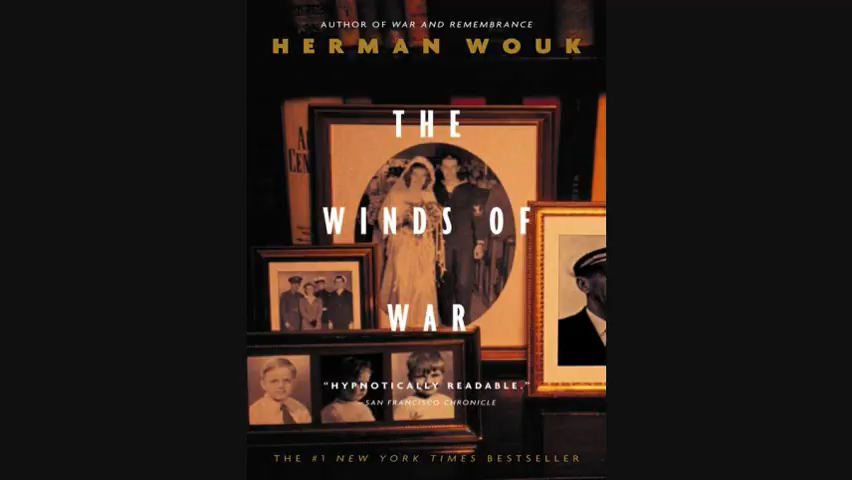 AUTHOR OF WAR AND REMEMBRANCE
HERMAN WOUK
THE
WINDS OF
WAR
"HYPNOTICALLY READABLE."
—SAN FRANCISCO CHRONICLE
THE #1 NEW YORK TIMES BESTSELLER